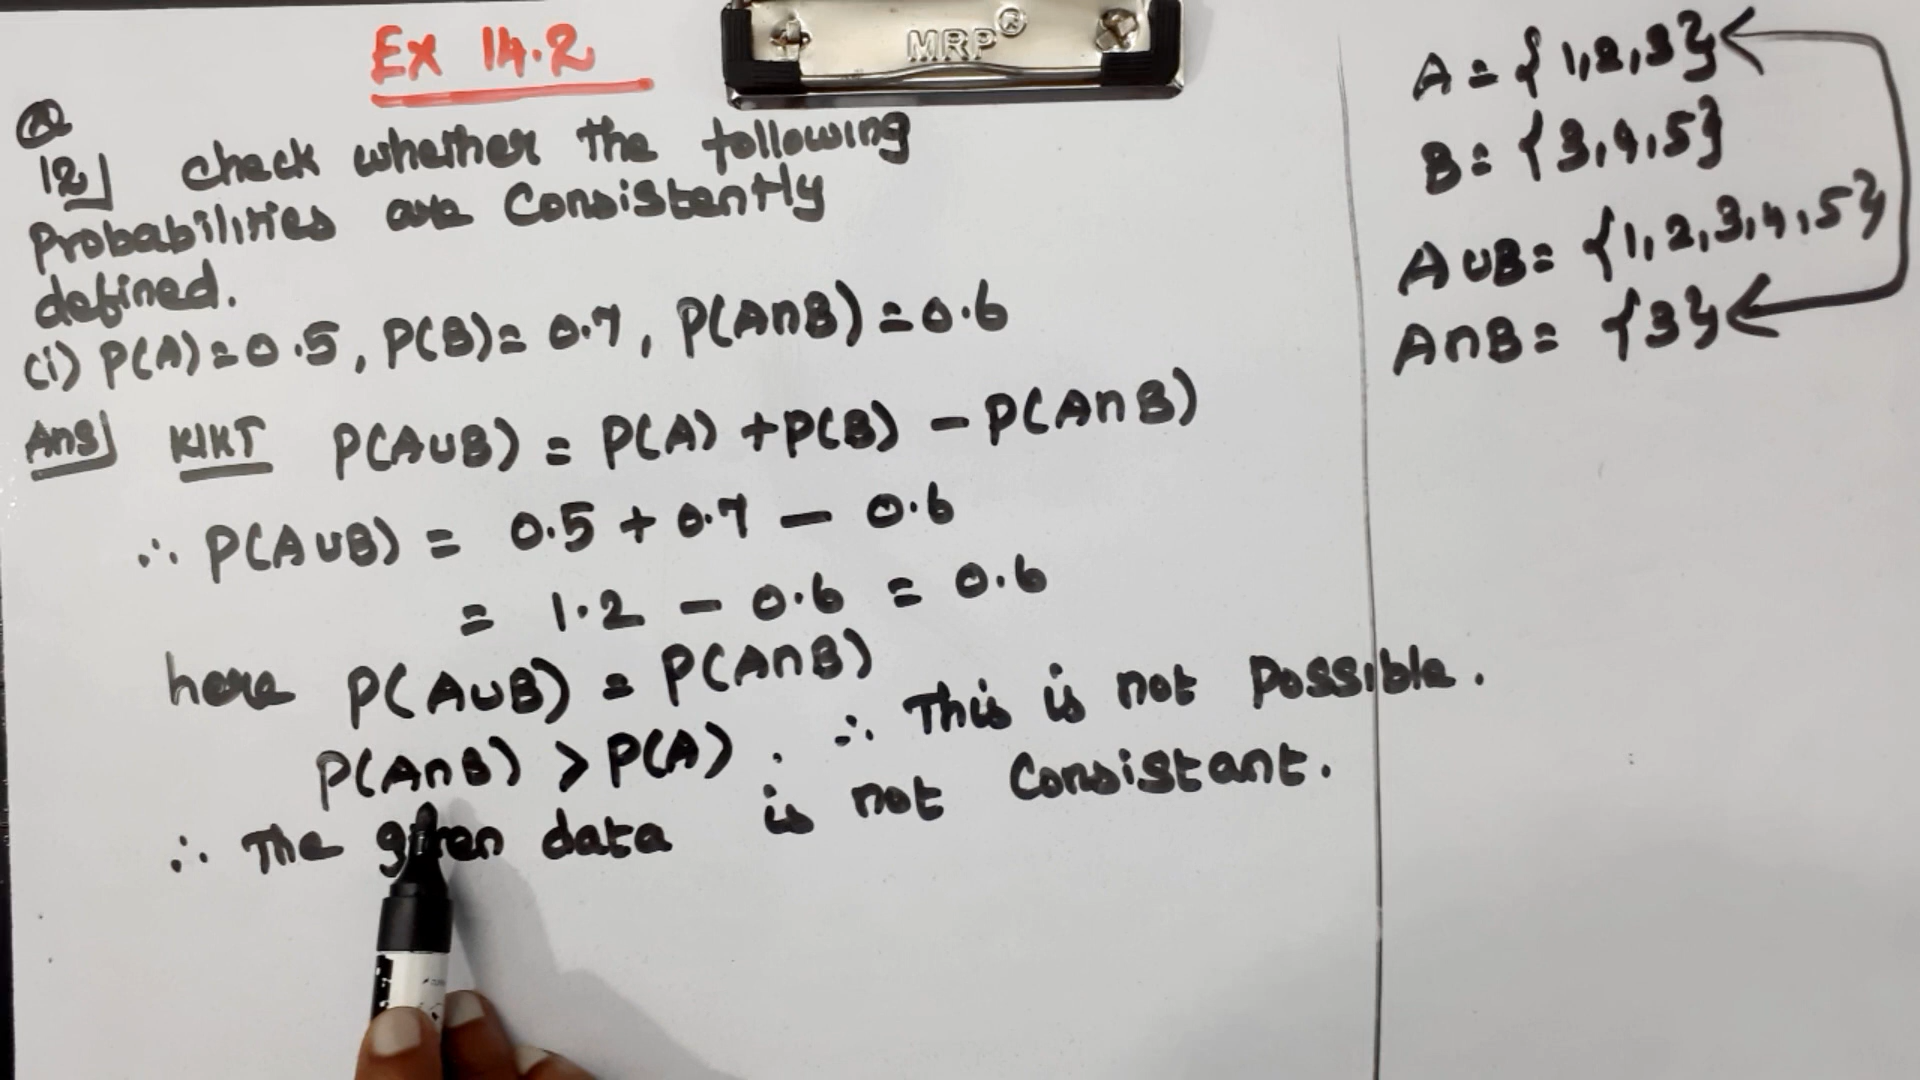 Ex 14.2
MRP®
Q
12] check whether the following
Probabilities are Consistently
defined.
(i) P(A)=0.5, P(B)= 0.7, P(A∩B)=0.6
Ans] KIKT P(A∪B) = P(A) +P(B) - P(A∩B)
∴ P(A∪B) = 0.5 + 0.7 - 0.6
= 1.2 - 0.6 = 0.6
here P(A∪B) = P(A∩B)
P(A∩B) > P(A). ∴ This is not Possible.
∴ The given data is not Consistant.
A = {1,2,3}
B = {3,4,5}
A∪B = {1,2,3,4,5}
A∩B = {3}